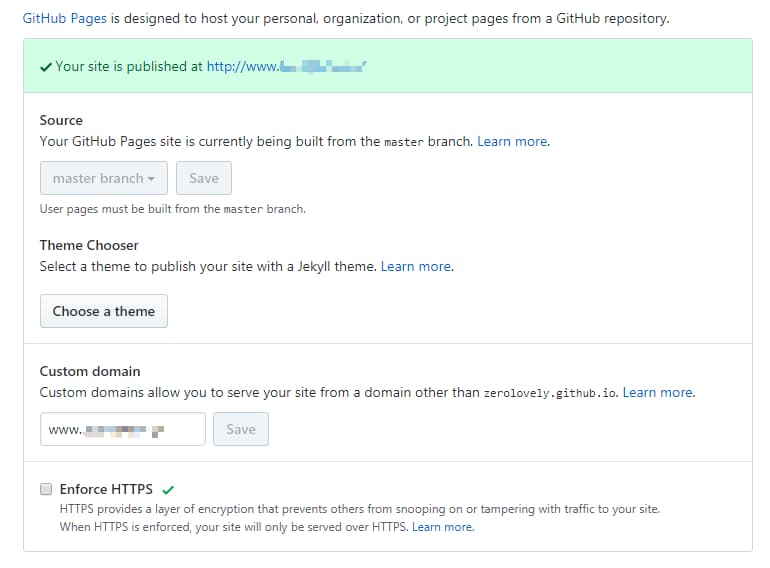 GitHub Pages is designed to host your personal, organization, or project pages from a GitHub repository.
Your site is published at http://www.
Source
Your GitHub Pages site is currently being built from the master branch. Learn more.
master branch Save
User pages must be built from the master branch.
Theme Chooser
Select a theme to publish your site with a Jekyll theme. Learn more.
Choose a theme
Custom domain
Custom domains allow you to serve your site from a domain other than zerolovely.github.io. Learn more.
www. Save
Enforce HTTPS
HTTPS provides a layer of encryption that prevents others from snooping on or tampering with traffic to your site.
When HTTPS is enforced, your site will only be served over HTTPS. Learn more.